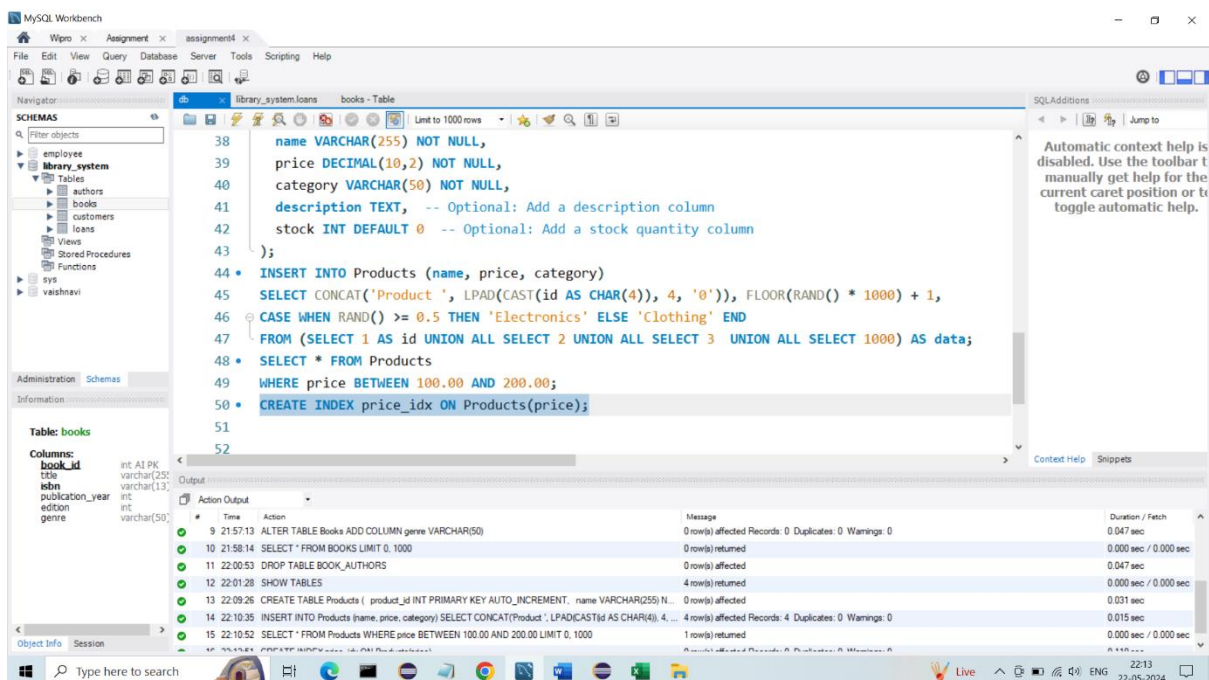 MySQL Workbench
Wipro × Assignment × assignment4 ×
File Edit View Query Database Server Tools Scripting Help
Navigator
SCHEMAS
Filter objects
employee
library_system
Tables
authors
books
customers
loans
Views
Stored Procedures
Functions
sys
vaishnavi
Administration Schemas
Information
Table: books
Columns:
book_id int AI PK
title varchar(255
isbn varchar(13)
publication_year int
edition int
genre varchar(50)
Object Info Session
db × library_system.loans books - Table
Limit to 1000 rows
38 name VARCHAR(255) NOT NULL,
39 price DECIMAL(10,2) NOT NULL,
40 category VARCHAR(50) NOT NULL,
41 description TEXT, -- Optional: Add a description column
42 stock INT DEFAULT 0 -- Optional: Add a stock quantity column
43 );
44 INSERT INTO Products (name, price, category)
45 SELECT CONCAT('Product ', LPAD(CAST(id AS CHAR(4)), 4, '0')), FLOOR(RAND() * 1000) + 1,
46 CASE WHEN RAND() >= 0.5 THEN 'Electronics' ELSE 'Clothing' END
47 FROM (SELECT 1 AS id UNION ALL SELECT 2 UNION ALL SELECT 3 UNION ALL SELECT 1000) AS data;
48 SELECT * FROM Products
49 WHERE price BETWEEN 100.00 AND 200.00;
50 CREATE INDEX price_idx ON Products(price);
51
52
SQLAdditions
Jump to
Automatic context help is
disabled. Use the toolbar t
manually get help for the
current caret position or to
toggle automatic help.
Context Help Snippets
Output
Action Output
# Time Action Message Duration / Fetch
9 21:57:13 ALTER TABLE Books ADD COLUMN genre VARCHAR(50) 0 row(s) affected Records: 0 Duplicates: 0 Warnings: 0 0.047 sec
10 21:58:14 SELECT * FROM BOOKS LIMIT 0, 1000 0 row(s) returned 0.000 sec / 0.000 sec
11 22:00:53 DROP TABLE BOOK_AUTHORS 0 row(s) affected 0.047 sec
12 22:01:28 SHOW TABLES 4 row(s) returned 0.000 sec / 0.000 sec
13 22:09:26 CREATE TABLE Products ( product_id INT PRIMARY KEY AUTO_INCREMENT, name VARCHAR(255) N... 0 row(s) affected 0.031 sec
14 22:10:35 INSERT INTO Products (name, price, category) SELECT CONCAT('Product ', LPAD(CAST(id AS CHAR(4)), 4, ... 4 row(s) affected Records: 4 Duplicates: 0 Warnings: 0 0.015 sec
15 22:10:52 SELECT * FROM Products WHERE price BETWEEN 100.00 AND 200.00 LIMIT 0, 1000 1 row(s) returned 0.000 sec / 0.000 sec
Type here to search
Live
ENG
22:13
22-05-2024